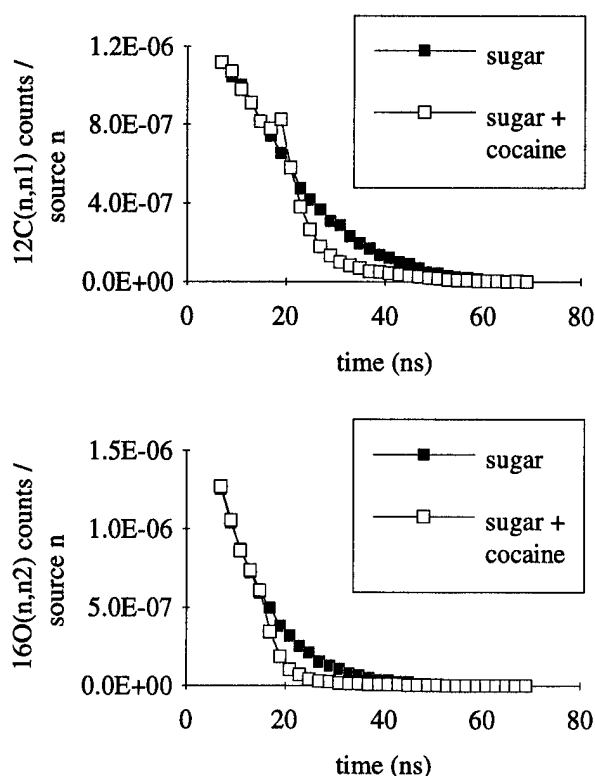 12C(n,n1) counts /
source n
1.2E-06
8.0E-07
4.0E-07
0.0E+00
0
20
40
60
80
time (ns)
sugar
sugar +
cocaine
16O(n,n2) counts /
source n
1.5E-06
1.0E-06
5.0E-07
0.0E+00
0
20
40
60
80
time (ns)
sugar
sugar +
cocaine